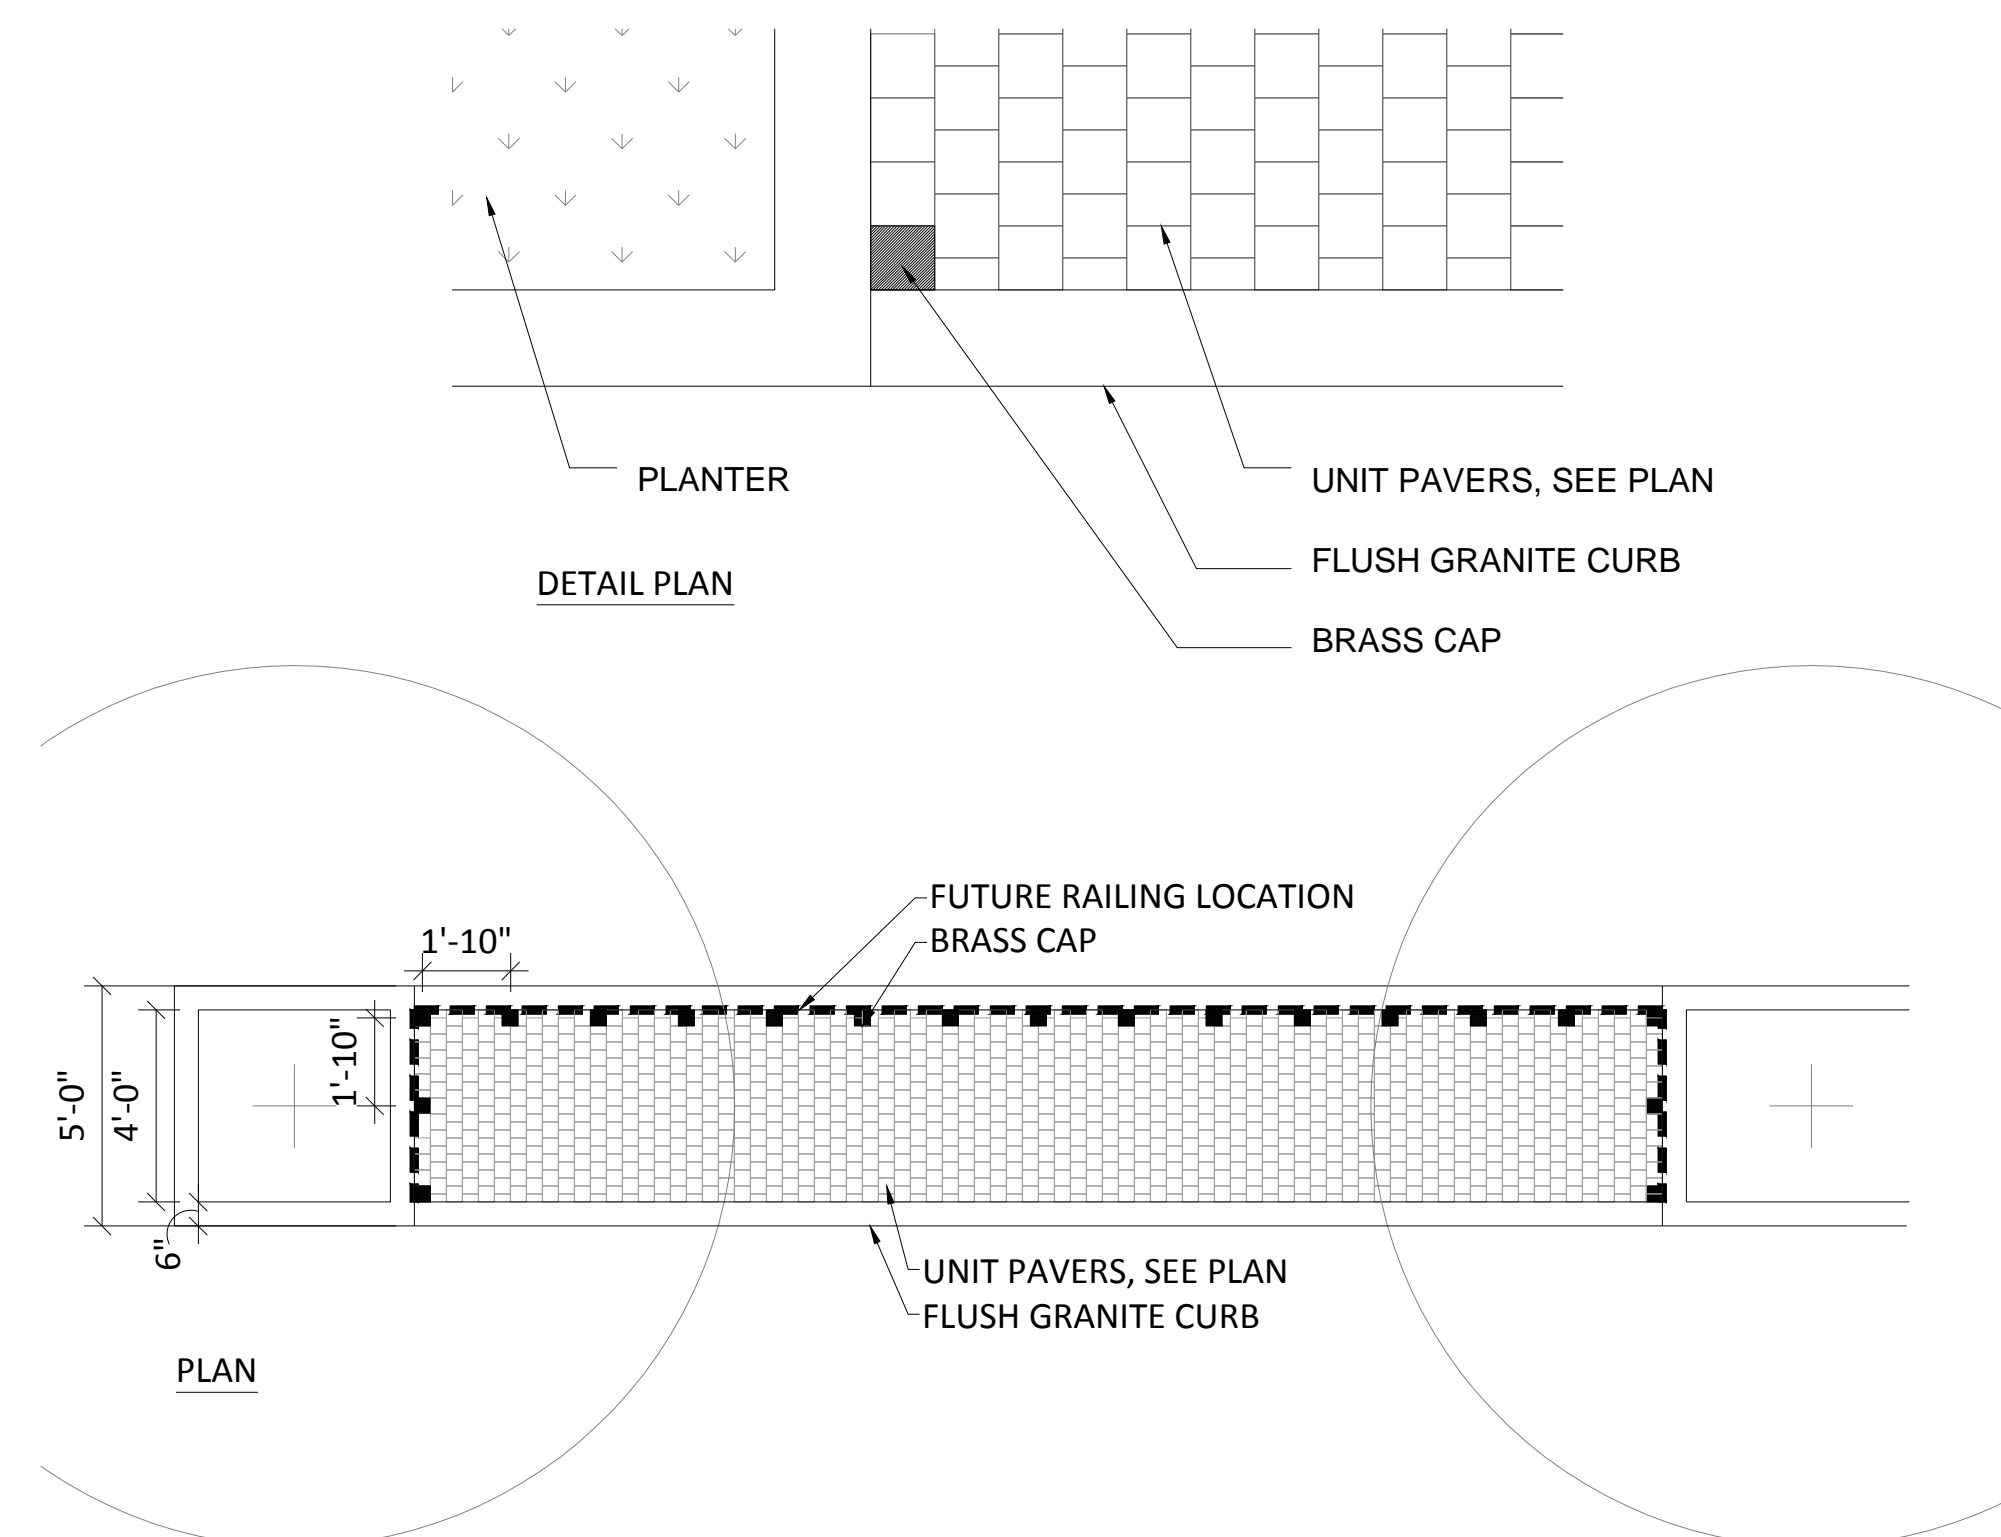 PLANTER
UNIT PAVERS, SEE PLAN
FLUSH GRANITE CURB
DETAIL PLAN
BRASS CAP
FUTURE RAILING LOCATION
BRASS CAP
1'-10"
1'-10"
5'-0"
4'-0"
6"
UNIT PAVERS, SEE PLAN
FLUSH GRANITE CURB
PLAN